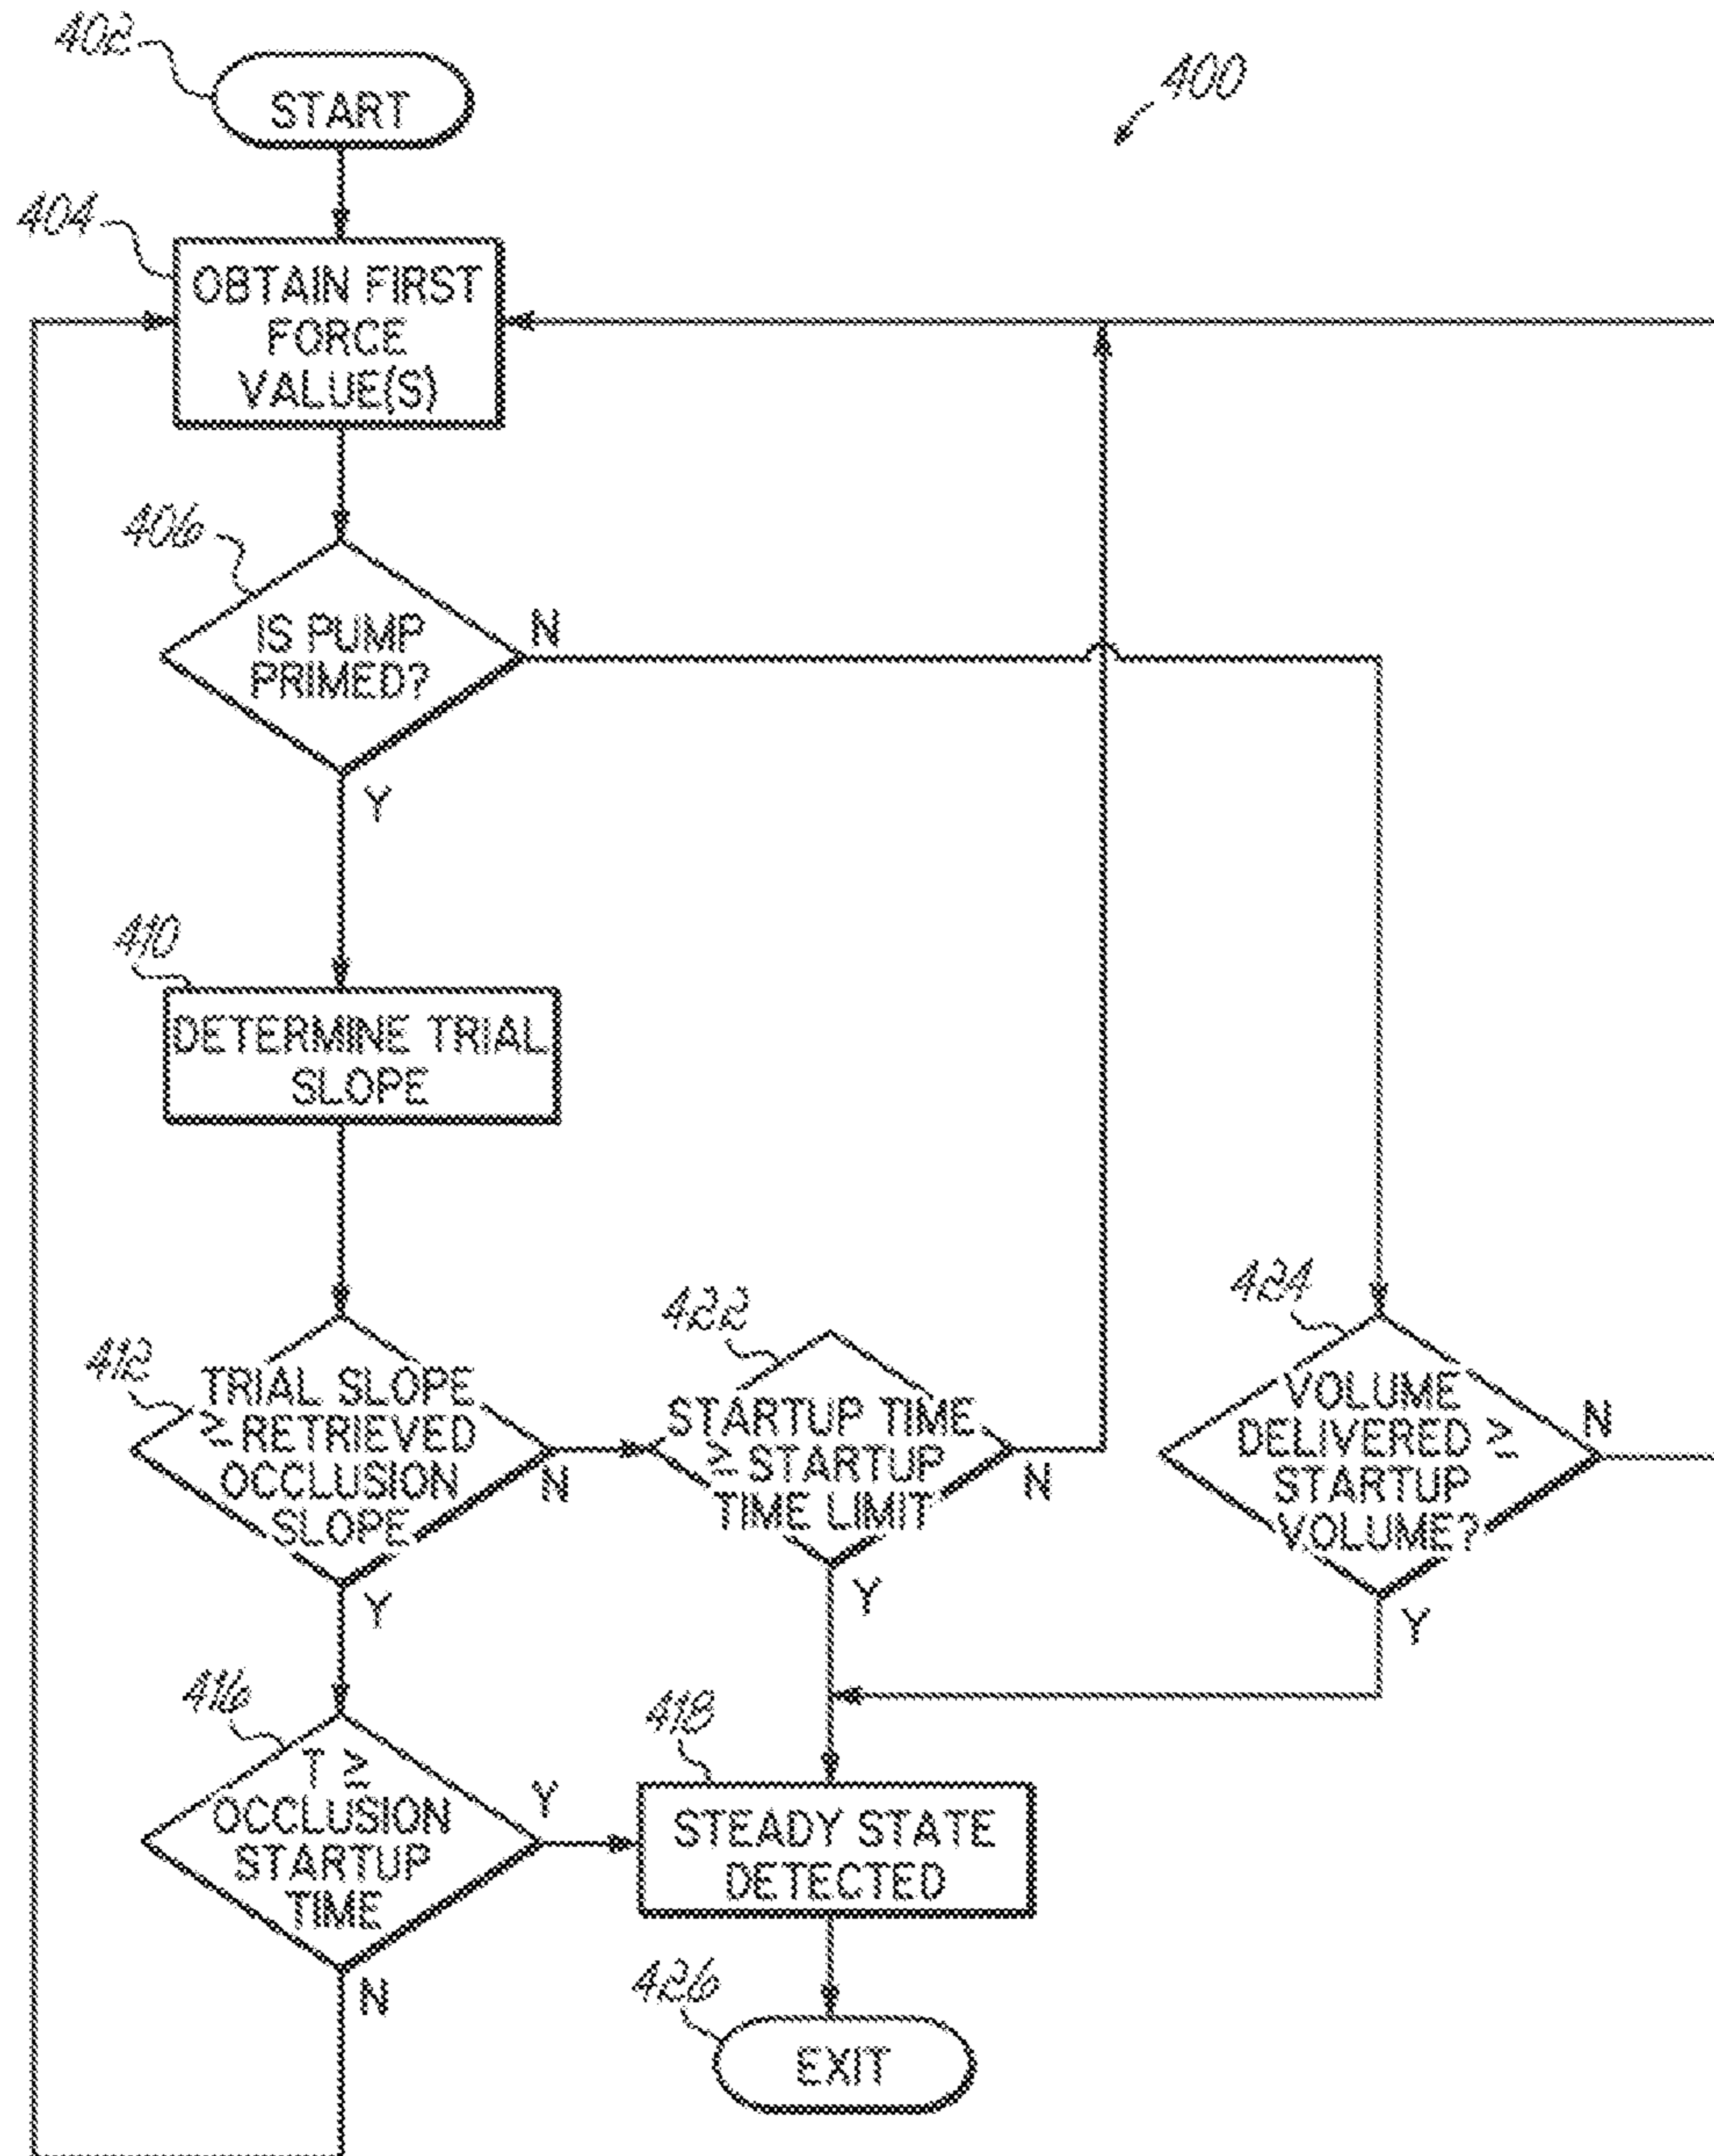 402
START
400
404
OBTAIN FIRST
FORCE
VALUE(S)
406
IS PUMP
PRIMED?
N
Y
410
DETERMINE TRIAL
SLOPE
412
TRIAL SLOPE
≥ RETRIEVED
OCCLUSION
SLOPE
N
Y
422
STARTUP TIME
≥ STARTUP
TIME LIMIT
N
Y
424
VOLUME
DELIVERED ≥
STARTUP
VOLUME?
N
Y
416
T ≥
OCCLUSION
STARTUP
TIME
Y
N
418
STEADY STATE
DETECTED
426
EXIT